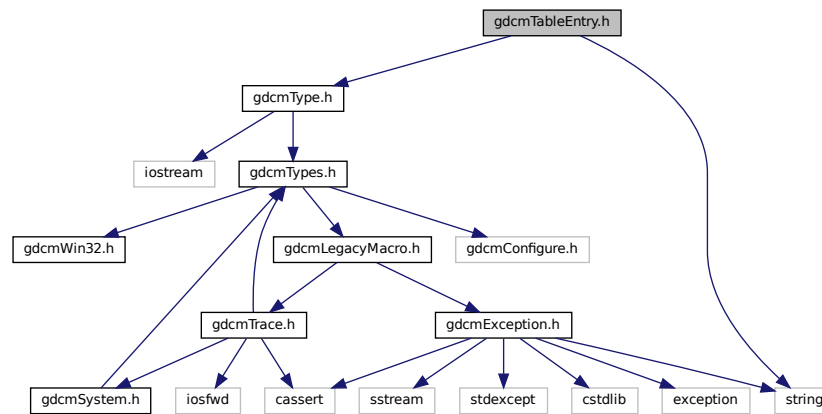 gdcmTableEntry.h
gdcmType.h
iostream
gdcmTypes.h
gdcmWin32.h
gdcmLegacyMacro.h
gdcmConfigure.h
gdcmTrace.h
gdcmException.h
gdcmSystem.h
iosfwd
cassert
sstream
stdexcept
cstdlib
exception
string